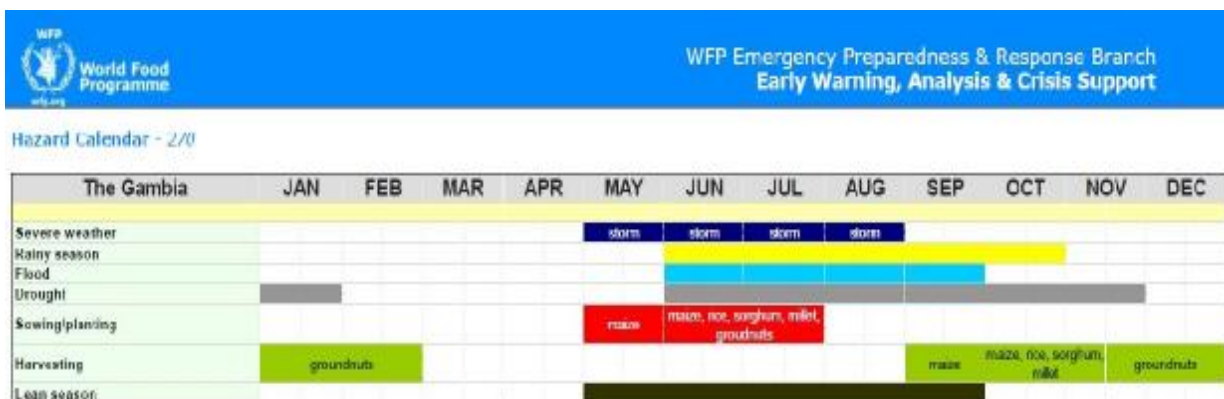 WFP
World Food
Programme
wfp.org
WFP Emergency Preparedness & Response Branch
Early Warning, Analysis & Crisis Support
Hazard Calendar - 270
The Gambia JAN FEB MAR APR MAY JUN JUL AUG SEP OCT NOV DEC
Severe weather storm storm storm storm
Rainy season
Flood
Drought
Sowing/planting maize maize, rice, sorghum, millet,
groudnuts
Harvesting groundnuts maize maize, rice, sorghum,
millet groundnuts
Lean season